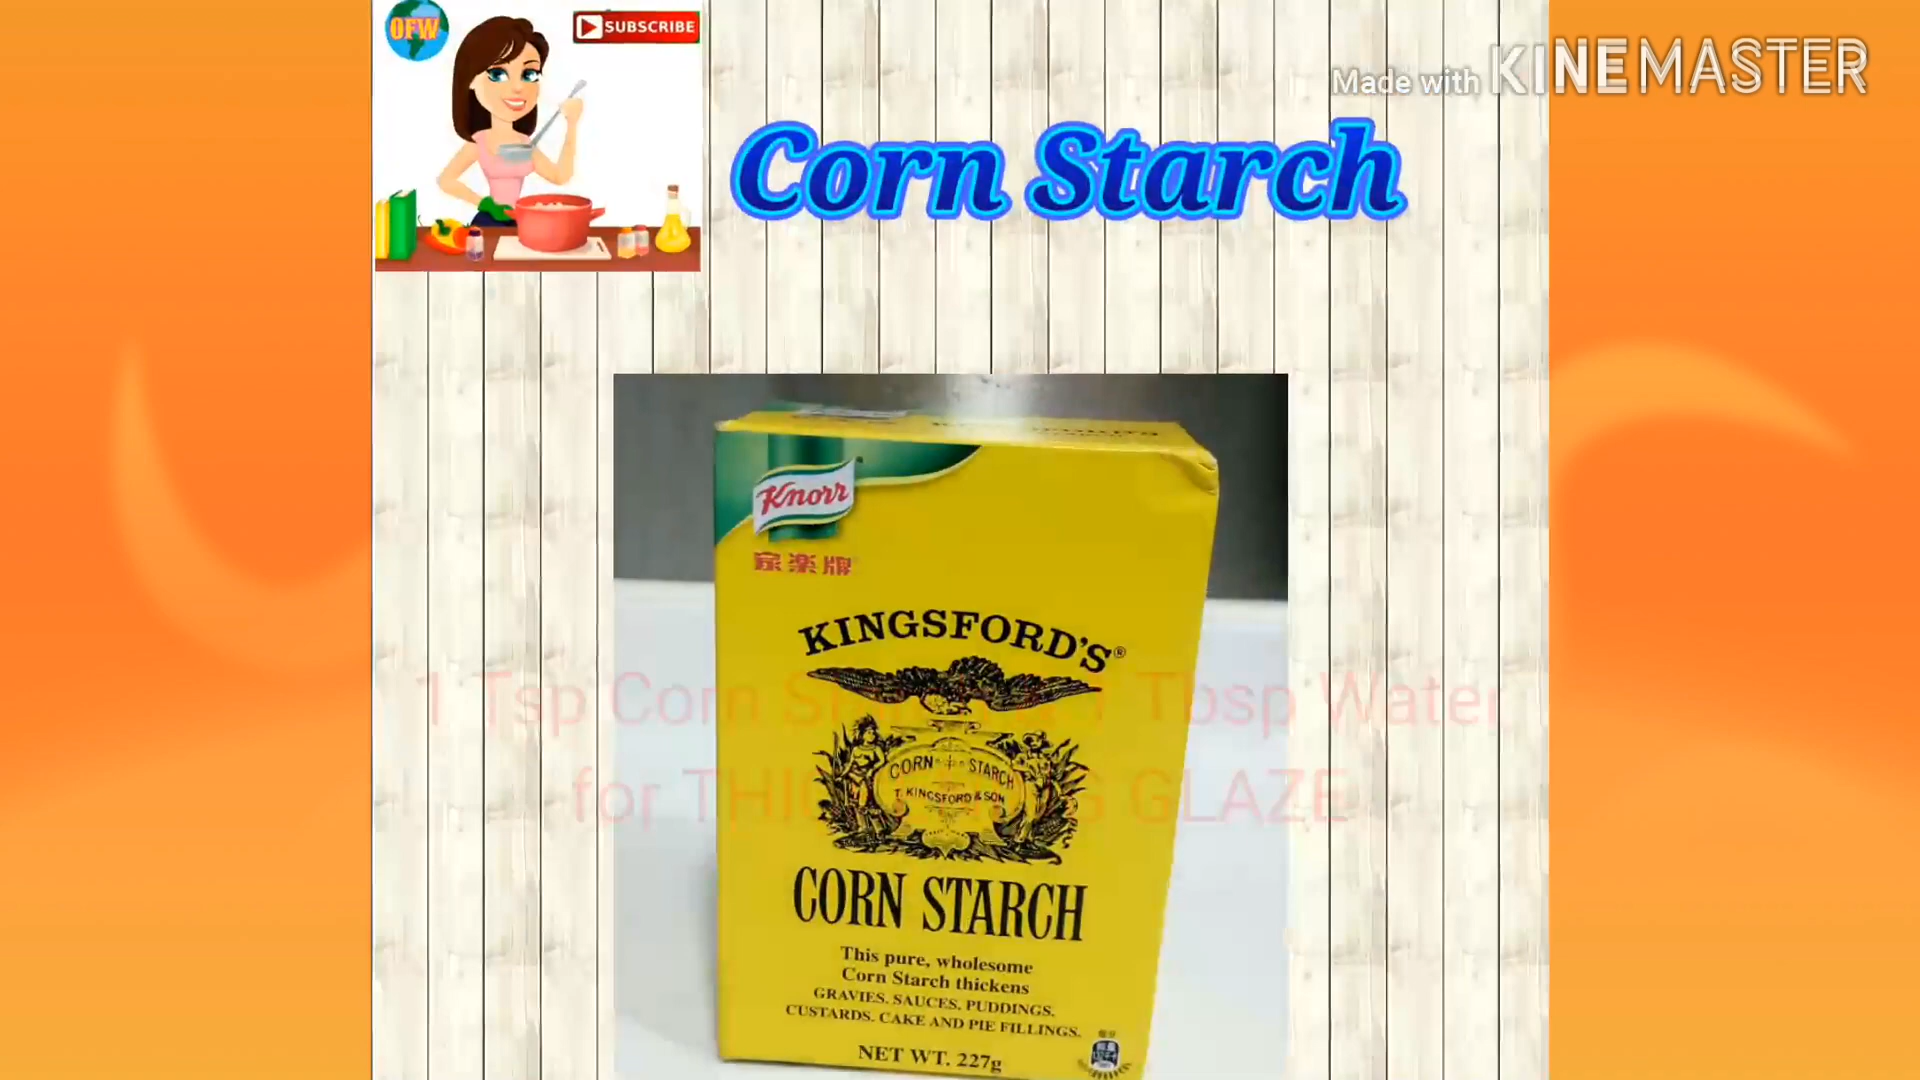 OFW
SUBSCRIBE
Made with KINEMASTER
Corn Starch
Knorr
家楽牌
KINGSFORD'S®
1 Tsp Corn Tbsp Water
for GLAZE
CORN STARCH
T. KINGSFORD & SON
CORN STARCH
This pure, wholesome
Corn Starch thickens
GRAVIES. SAUCES. PUDDINGS.
CUSTARDS. CAKE AND PIE FILLINGS.
NET WT. 227g